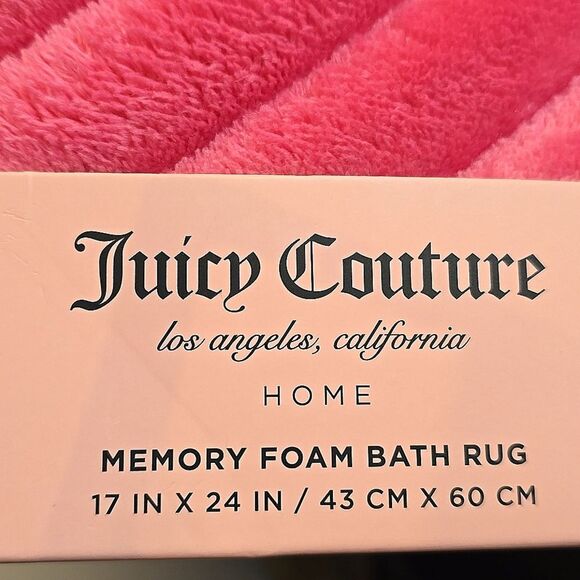 Juicy Couture
los angeles, california
HOME
MEMORY FOAM BATH RUG
17 IN X 24 IN / 43 CM X 60 CM